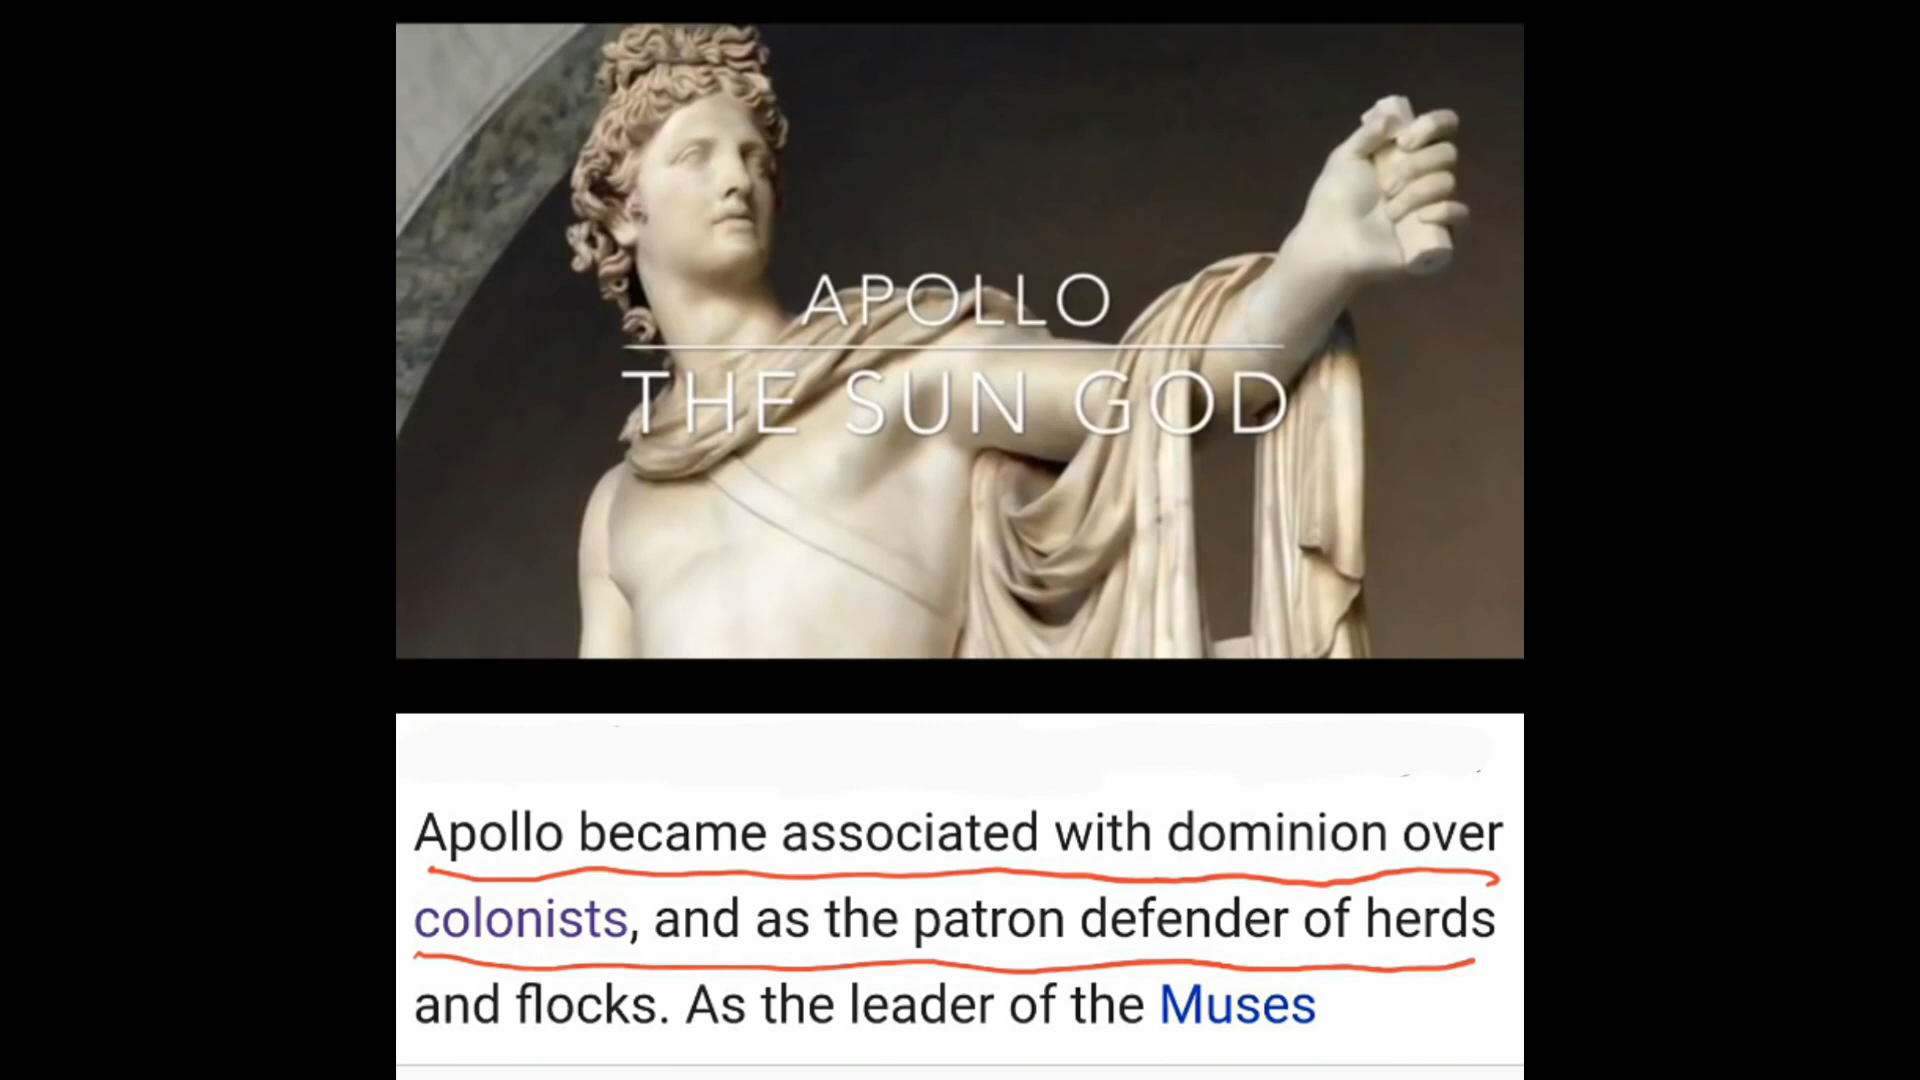 APOLLO
THE SUN GOD
Apollo became associated with dominion over
colonists, and as the patron defender of herds
and flocks. As the leader of the Muses